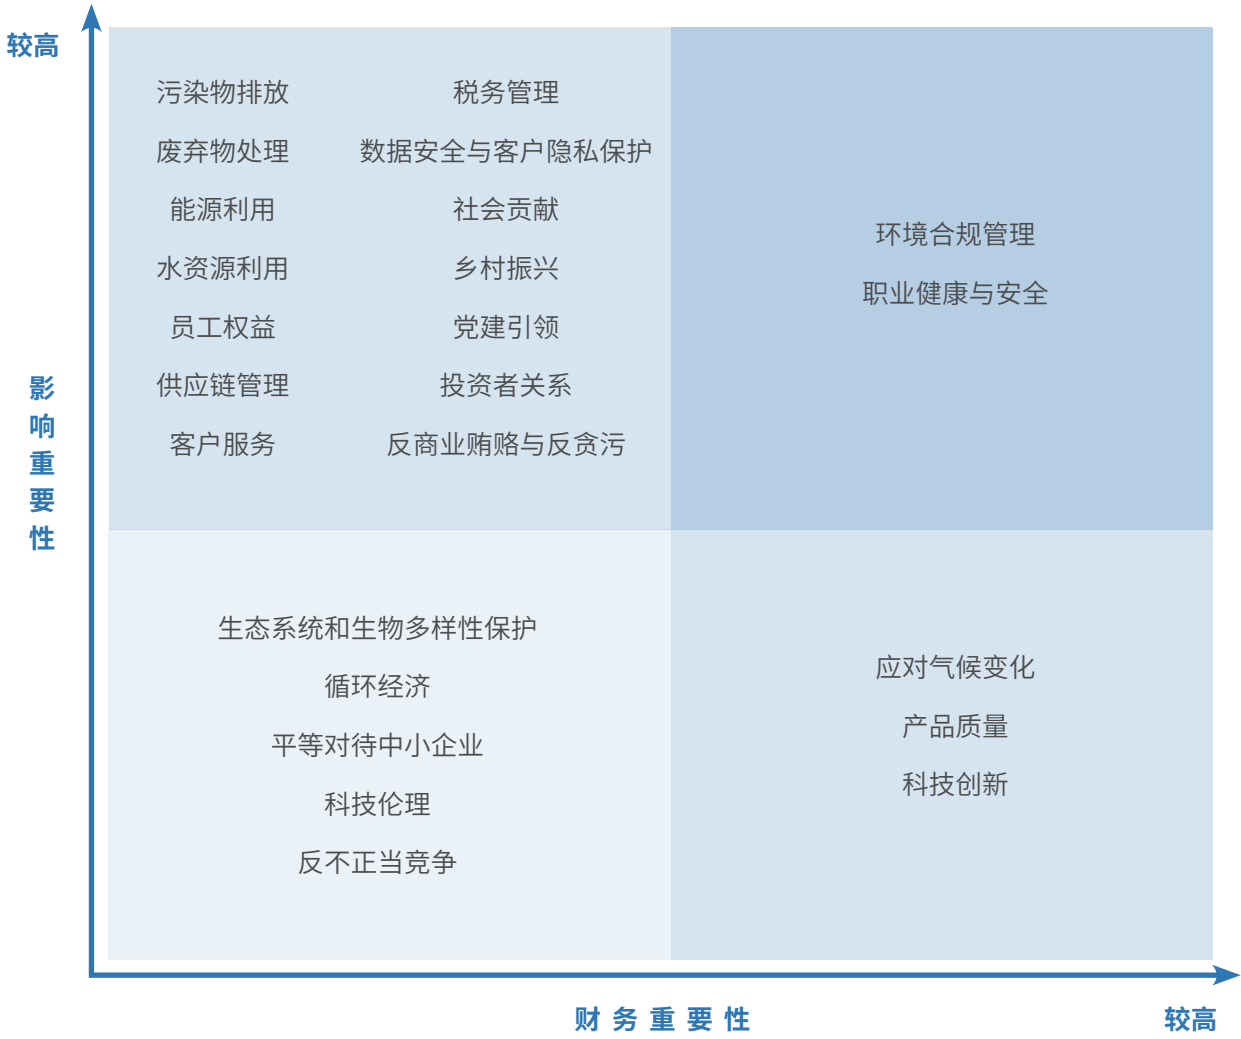 较高
污染物排放
废弃物处理
能源利用
水资源利用
员工权益
供应链管理
客户服务
税务管理
数据安全与客户隐私保护
社会贡献
乡村振兴
党建引领
投资者关系
反商业贿赂与反贪污
环境合规管理
职业健康与安全
影响重要性
生态系统和生物多样性保护
循环经济
平等对待中小企业
科技伦理
反不正当竞争
应对气候变化
产品质量
科技创新
财务重要性
较高